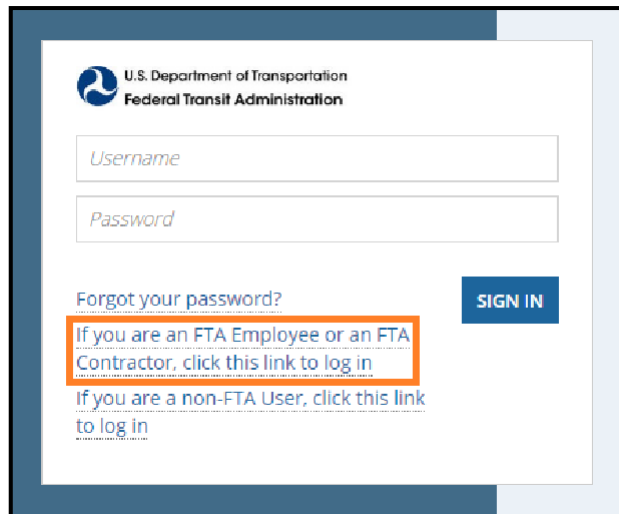 U.S. Department of Transportation
Federal Transit Administration
Username
Password
Forgot your password?
SIGN IN
If you are an FTA Employee or an FTA
Contractor, click this link to log in
If you are a non-FTA User, click this link
to log in